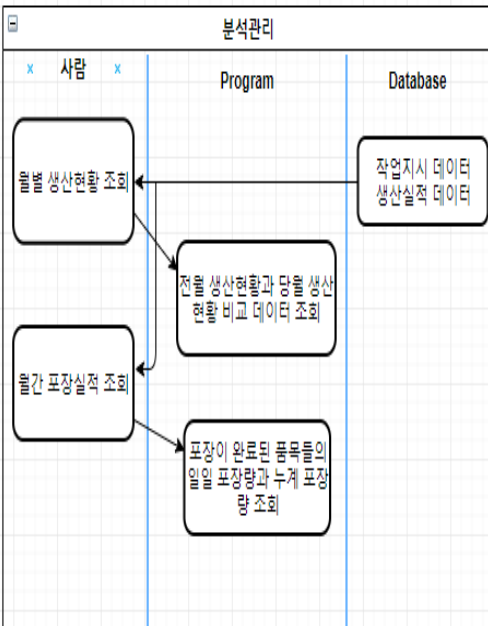 분석관리
사람
Program
Database
월별 생산현황 조회
작업지시 데이터
생산실적 데이터
전월 생산현황과 당월 생산
현황 비교 데이터 조회
월간 포장실적 조회
포장이 완료된 품목들의
일일 포장량과 누계 포장
량 조회